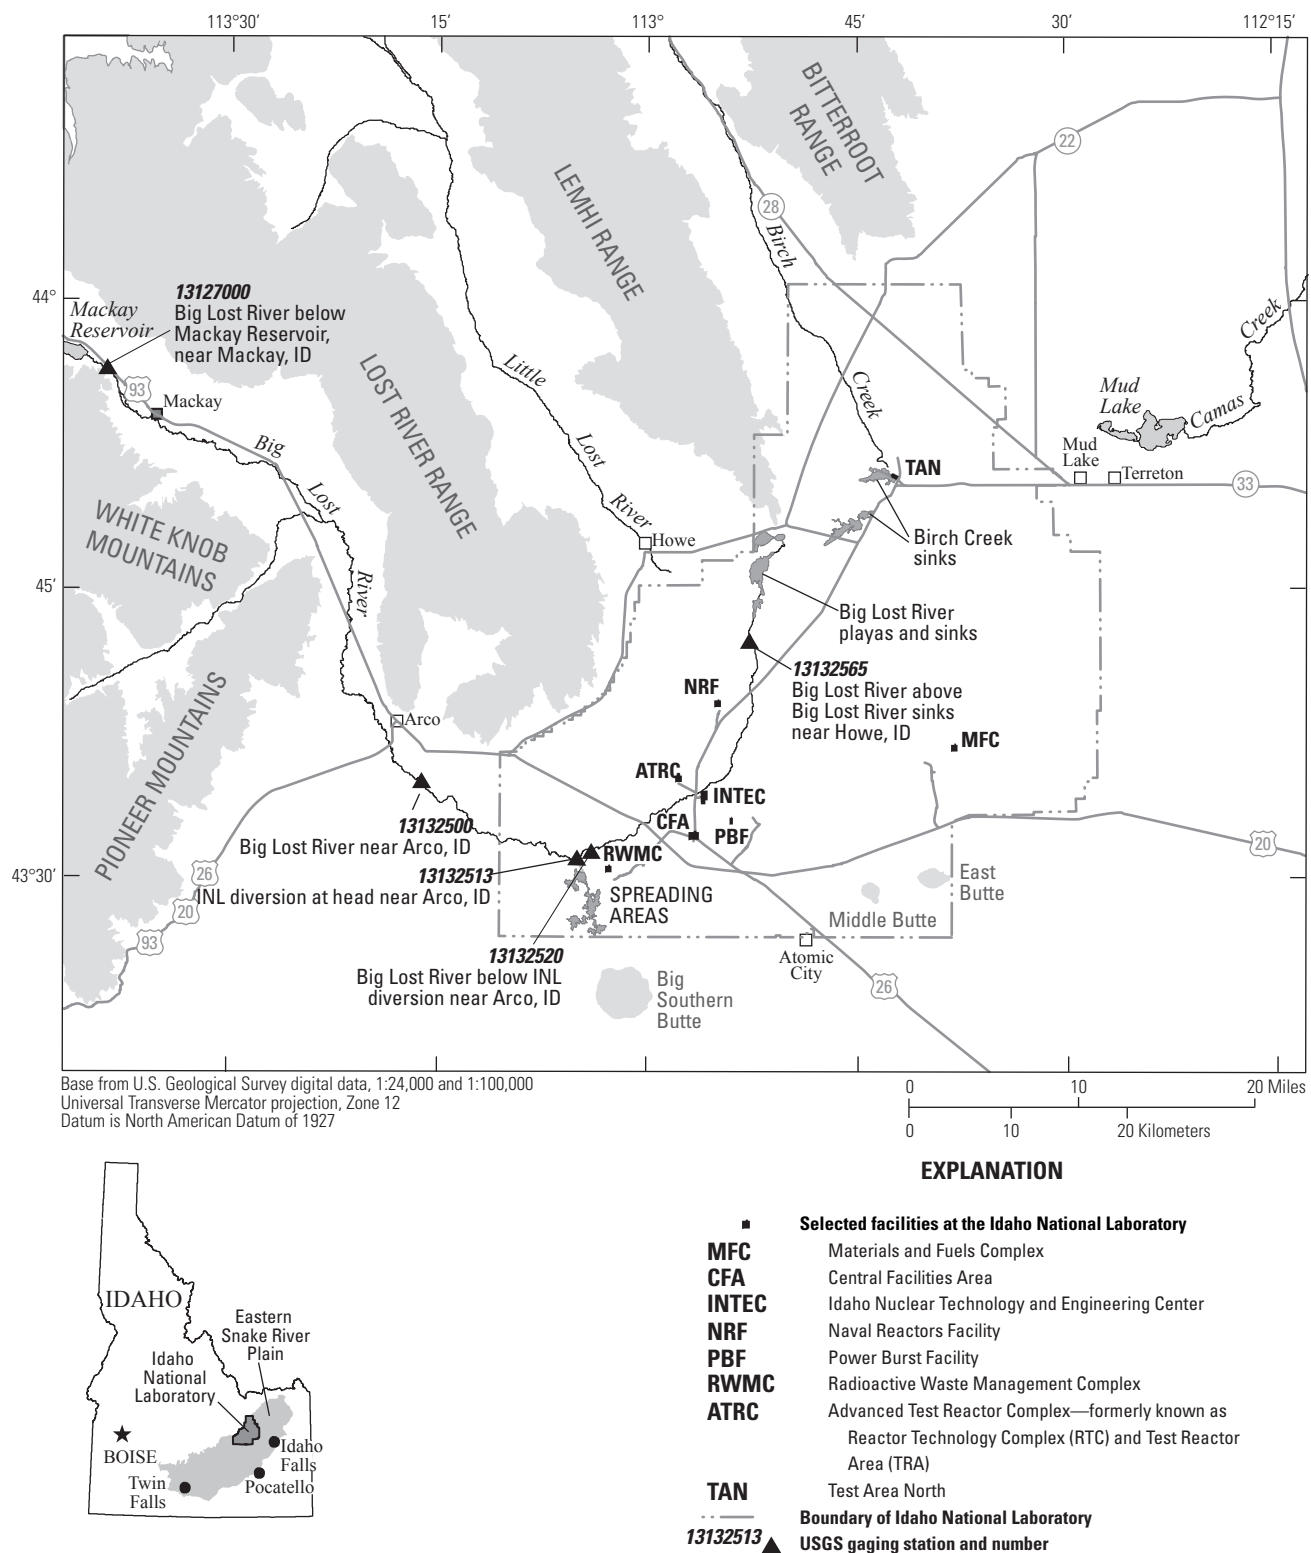 113°30'
15'
113°
45'
30'
112°15'
BITTERROOT
RANGE
22
LEMHI RANGE
28
Birch
44°
Mackay
Reservoir
13127000
Big Lost River below
Mackay Reservoir,
near Mackay, ID
93
Mackay
LOST RIVER RANGE
Little
Creek
Creek
Mud
Lake
Camas
Big
Lost
Lost
TAN
Mud
Lake
Terreton
33
WHITE KNOB
MOUNTAINS
River
Howe
Birch Creek
sinks
45'
River
Big Lost River
playas and sinks
13132565
Big Lost River above
Big Lost River sinks
near Howe, ID
NRF
MFC
PIONEER MOUNTAINS
Arco
ATRC
INTEC
13132500
Big Lost River near Arco, ID
CFA
PBF
20
RWMC
43°30'
26
13132513
INL diversion at head near Arco, ID
SPREADING
AREAS
East
Butte
Middle Butte
20
93
13132520
Big Lost River below INL
diversion near Arco, ID
Atomic
City
Big
Southern
Butte
26
Base from U.S. Geological Survey digital data, 1:24,000 and 1:100,000
Universal Transverse Mercator projection, Zone 12
Datum is North American Datum of 1927
0 10 20 Miles
0 10 20 Kilometers
EXPLANATION
Selected facilities at the Idaho National Laboratory
MFC Materials and Fuels Complex
CFA Central Facilities Area
INTEC Idaho Nuclear Technology and Engineering Center
NRF Naval Reactors Facility
PBF Power Burst Facility
RWMC Radioactive Waste Management Complex
ATRC Advanced Test Reactor Complex—formerly known as
Reactor Technology Complex (RTC) and Test Reactor
Area (TRA)
TAN Test Area North
Boundary of Idaho National Laboratory
13132513 USGS gaging station and number
IDAHO
Eastern
Snake River
Plain
Idaho
National
Laboratory
BOISE
Idaho
Falls
Twin
Falls
Pocatello